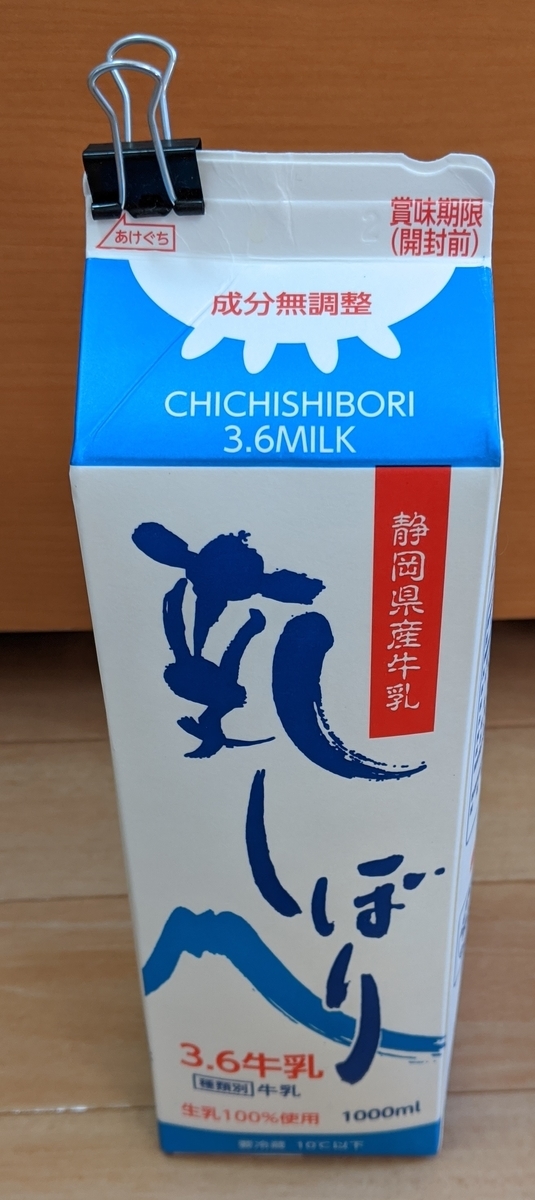 賞味期限
(開封前)
あけぐち
成分無調整
CHICHISHIBORI
3.6MILK
静岡県産牛乳
乳しぼり
3.6牛乳
種類別 牛乳
生乳100%使用 1000ml
要冷蔵 10℃以下